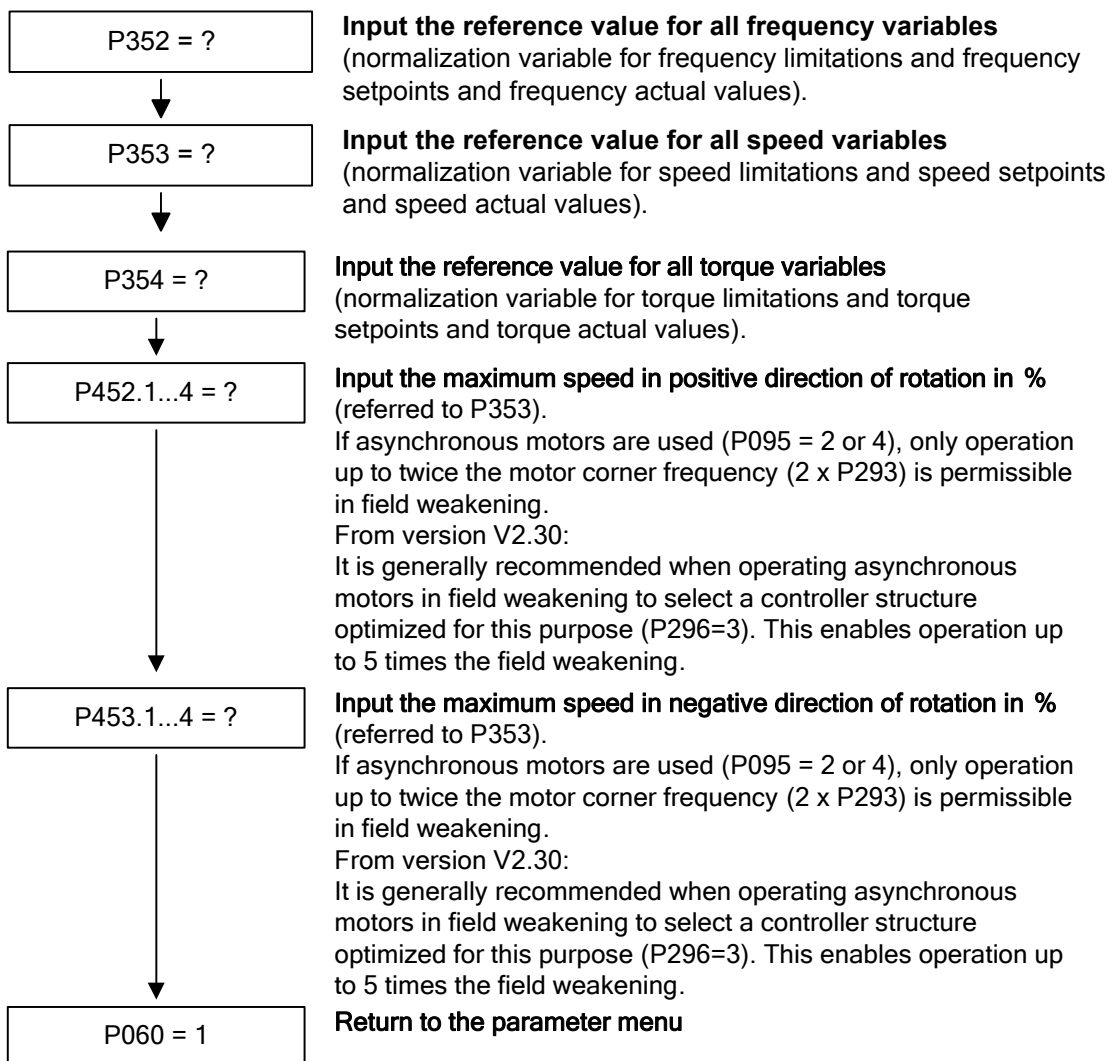 P352 = ?
Input the reference value for all frequency variables
(normalization variable for frequency limitations and frequency
setpoints and frequency actual values).
P353 = ?
Input the reference value for all speed variables
(normalization variable for speed limitations and speed setpoints
and speed actual values).
P354 = ?
Input the reference value for all torque variables
(normalization variable for torque limitations and torque
setpoints and torque actual values).
P452.1...4 = ?
Input the maximum speed in positive direction of rotation in %
(referred to P353).
If asynchronous motors are used (P095 = 2 or 4), only operation
up to twice the motor corner frequency (2 x P293) is permissible
in field weakening.
From version V2.30:
It is generally recommended when operating asynchronous
motors in field weakening to select a controller structure
optimized for this purpose (P296=3). This enables operation up
to 5 times the field weakening.
P453.1...4 = ?
Input the maximum speed in negative direction of rotation in %
(referred to P353).
If asynchronous motors are used (P095 = 2 or 4), only operation
up to twice the motor corner frequency (2 x P293) is permissible
in field weakening.
From version V2.30:
It is generally recommended when operating asynchronous
motors in field weakening to select a controller structure
optimized for this purpose (P296=3). This enables operation up
to 5 times the field weakening.
P060 = 1
Return to the parameter menu